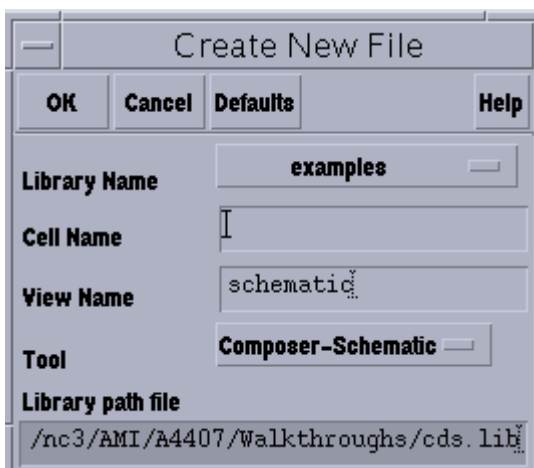 Create New File
OK Cancel Defaults Help
Library Name examples
Cell Name
View Name schematic
Tool Composer-Schematic
Library path file
/nc3/AMI/A4407/Walkthroughs/cds.lib